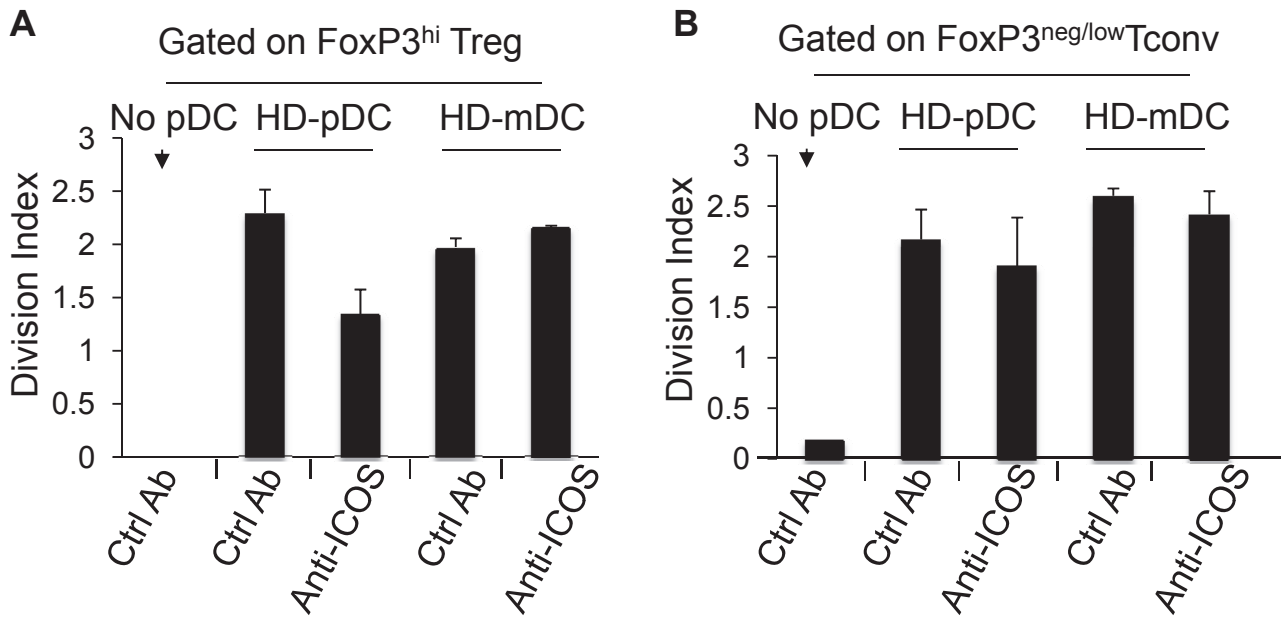 A
Gated on FoxP3hi Treg
No pDC HD-pDC HD-mDC
Division Index
3
2.5
2
1.5
1
0.5
0
Ctrl Ab
Ctrl Ab
Anti-ICOS
Ctrl Ab
Anti-ICOS
B
Gated on FoxP3neg/lowTconv
No pDC HD-pDC HD-mDC
Division Index
3
2.5
2
1.5
1
0.5
0
Ctrl Ab
Ctrl Ab
Anti-ICOS
Ctrl Ab
Anti-ICOS